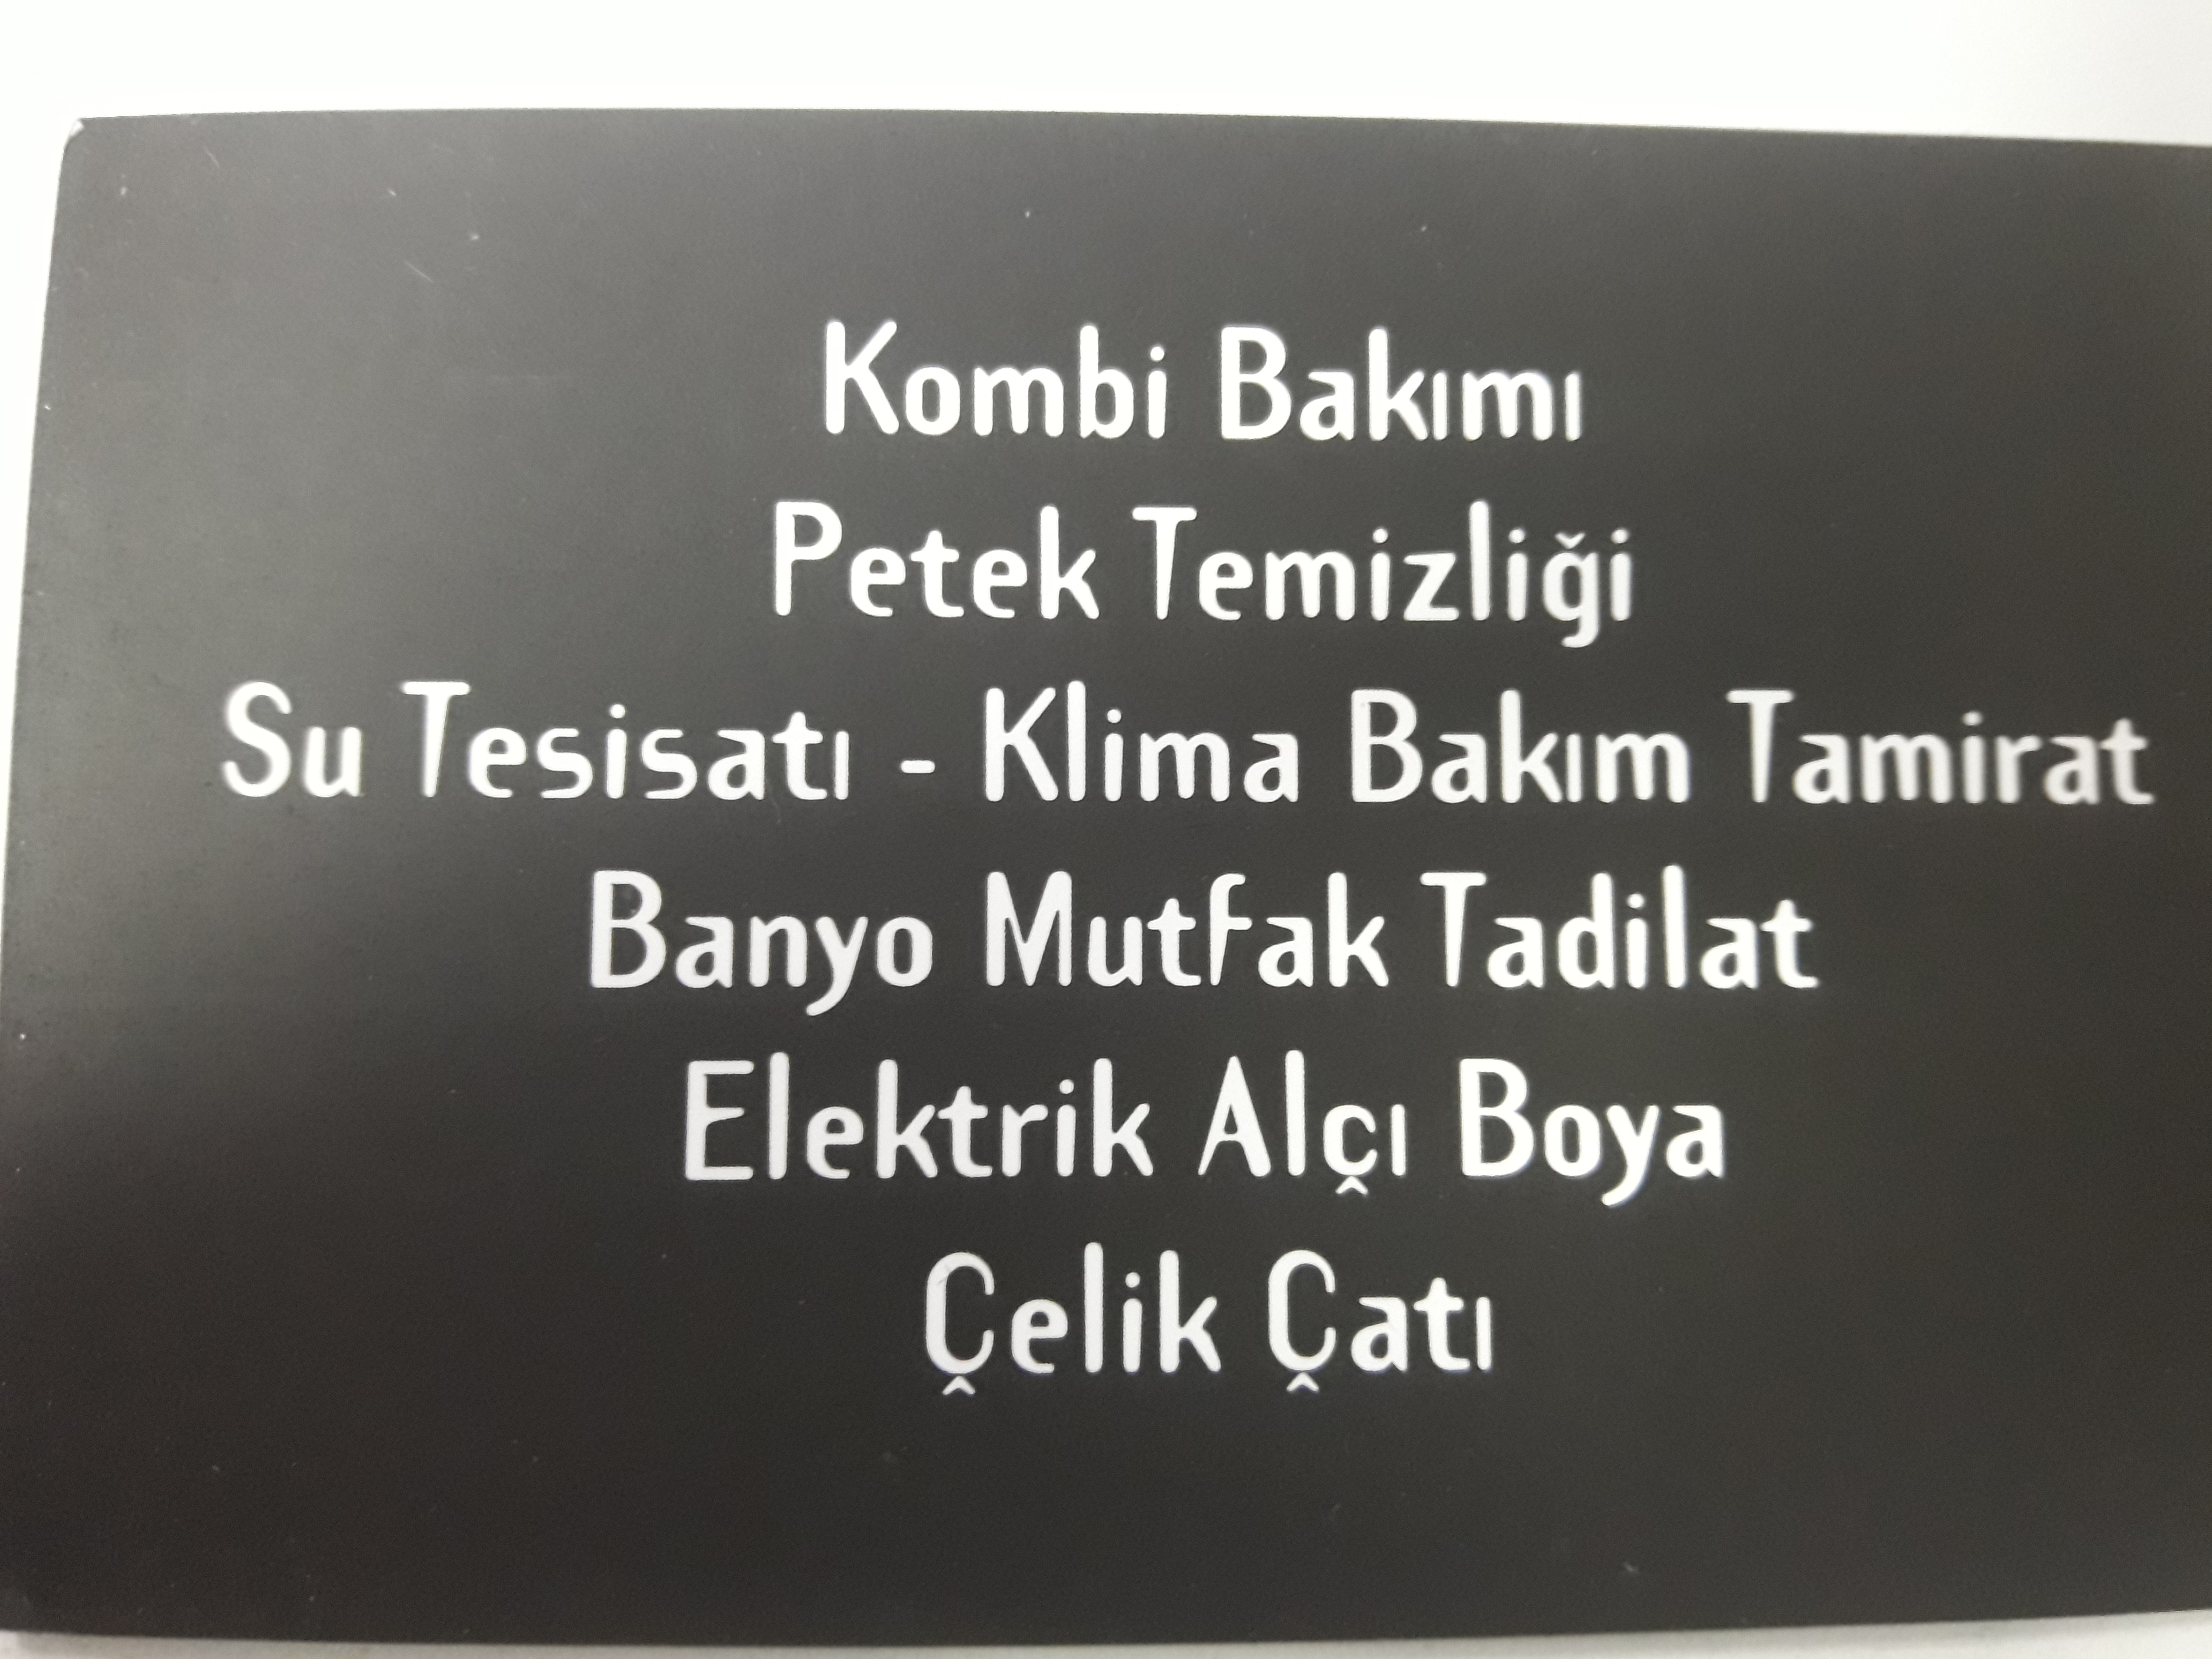 Kombi Bakımı
Petek Temizliği
Su Tesisatı - Klima Bakım Tamirat
Banyo Mutfak Tadilat
Elektrik Alçı Boya
Çelik Çatı